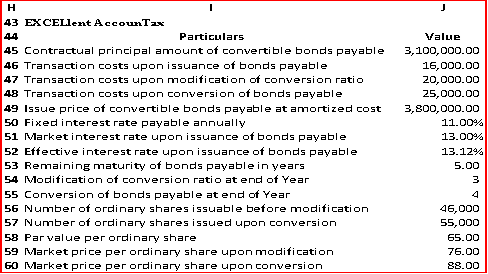 H I J
43 EXCELlent AccounTax
44 Particulars Value
45 Contractual principal amount of convertible bonds payable 3,100,000.00
46 Transaction costs upon issuance of bonds payable 16,000.00
47 Transaction costs upon modification of conversion ratio 20,000.00
48 Transaction costs upon conversion of bonds payable 25,000.00
49 Issue price of convertible bonds payable at amortized cost 3,800,000.00
50 Fixed interest rate payable annually 11.00%
51 Market interest rate upon issuance of bonds payable 13.00%
52 Effective interest rate upon issuance of bonds payable 13.12%
53 Remaining maturity of bonds payable in years 5.00
54 Modification of conversion ratio at end of Year 3
55 Conversion of bonds payable at end of Year 4
56 Number of ordinary shares issuable before modification 46,000
57 Number of ordinary shares issued upon conversion 55,000
58 Par value per ordinary share 65.00
59 Market price per ordinary share upon modification 76.00
60 Market price per ordinary share upon conversion 88.00